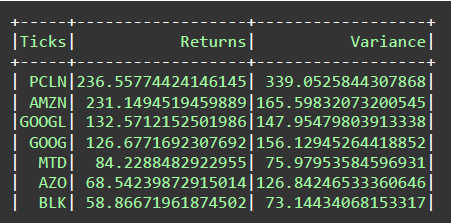 +-----+------------------+------------------+
|Ticks|           Returns|          Variance|
+-----+------------------+------------------+
| PCLN|236.55774424146145| 339.0525844307868|
| AMZN| 231.1494519459889|165.59832073200545|
|GOOGL| 132.5712152501986|147.95479803913338|
| GOOG| 126.6771692307692|156.12945264418852|
|  MTD|  84.2288482922955| 75.97953584596931|
|  AZO| 68.54239872915014|126.84246533360646|
|  BLK| 58.86671961874502| 73.14434068153317|